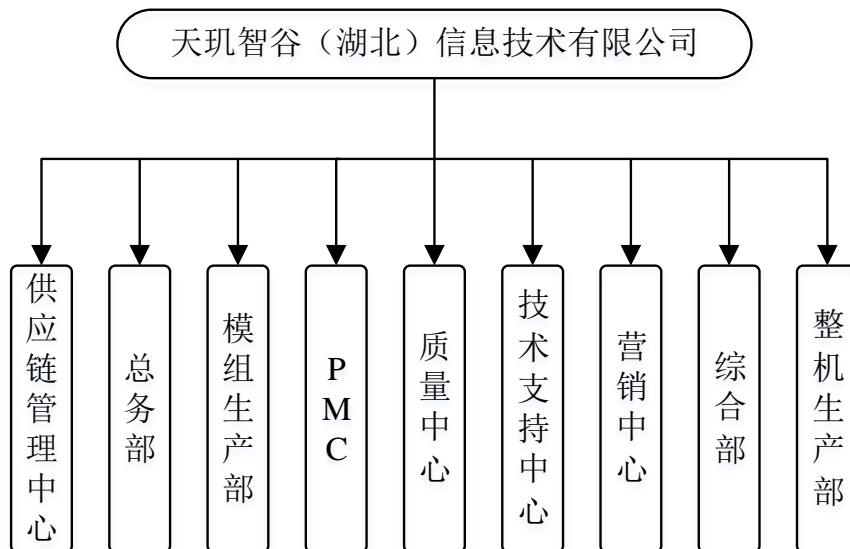 天玑智谷（湖北）信息技术有限公司
供应链管理中心
总务部
模组生产部
PMC
质量中心
技术支持中心
营销中心
综合部
整机生产部